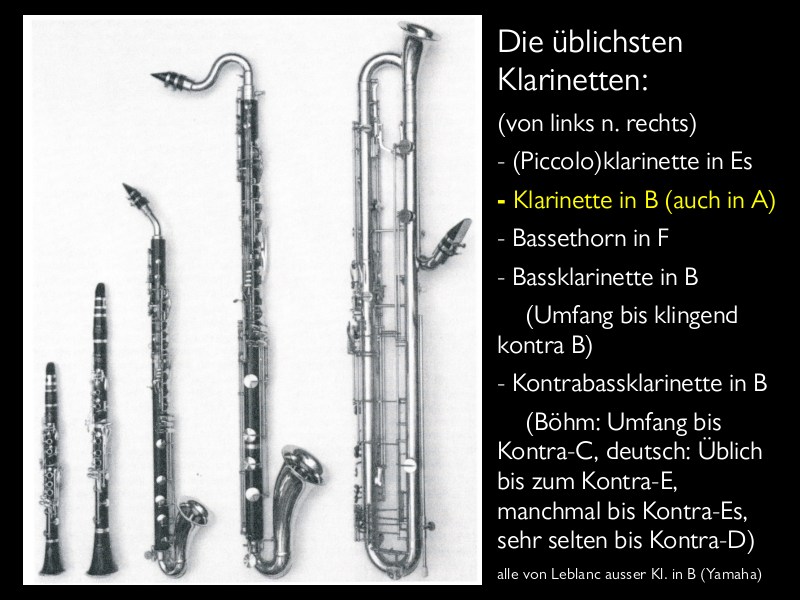 Die üblichsten
Klarinetten:
(von links n. rechts)
- (Piccolo)klarinette in Es
- Klarinette in B (auch in A)
- Bassethorn in F
- Bassklarinette in B
(Umfang bis klingend
kontra B)
- Kontrabassklarinette in B
(Böhm: Umfang bis
Kontra-C, deutsch: Üblich
bis zum Kontra-E,
manchmal bis Kontra-Es,
sehr selten bis Kontra-D)
alle von Leblanc ausser Kl. in B (Yamaha)